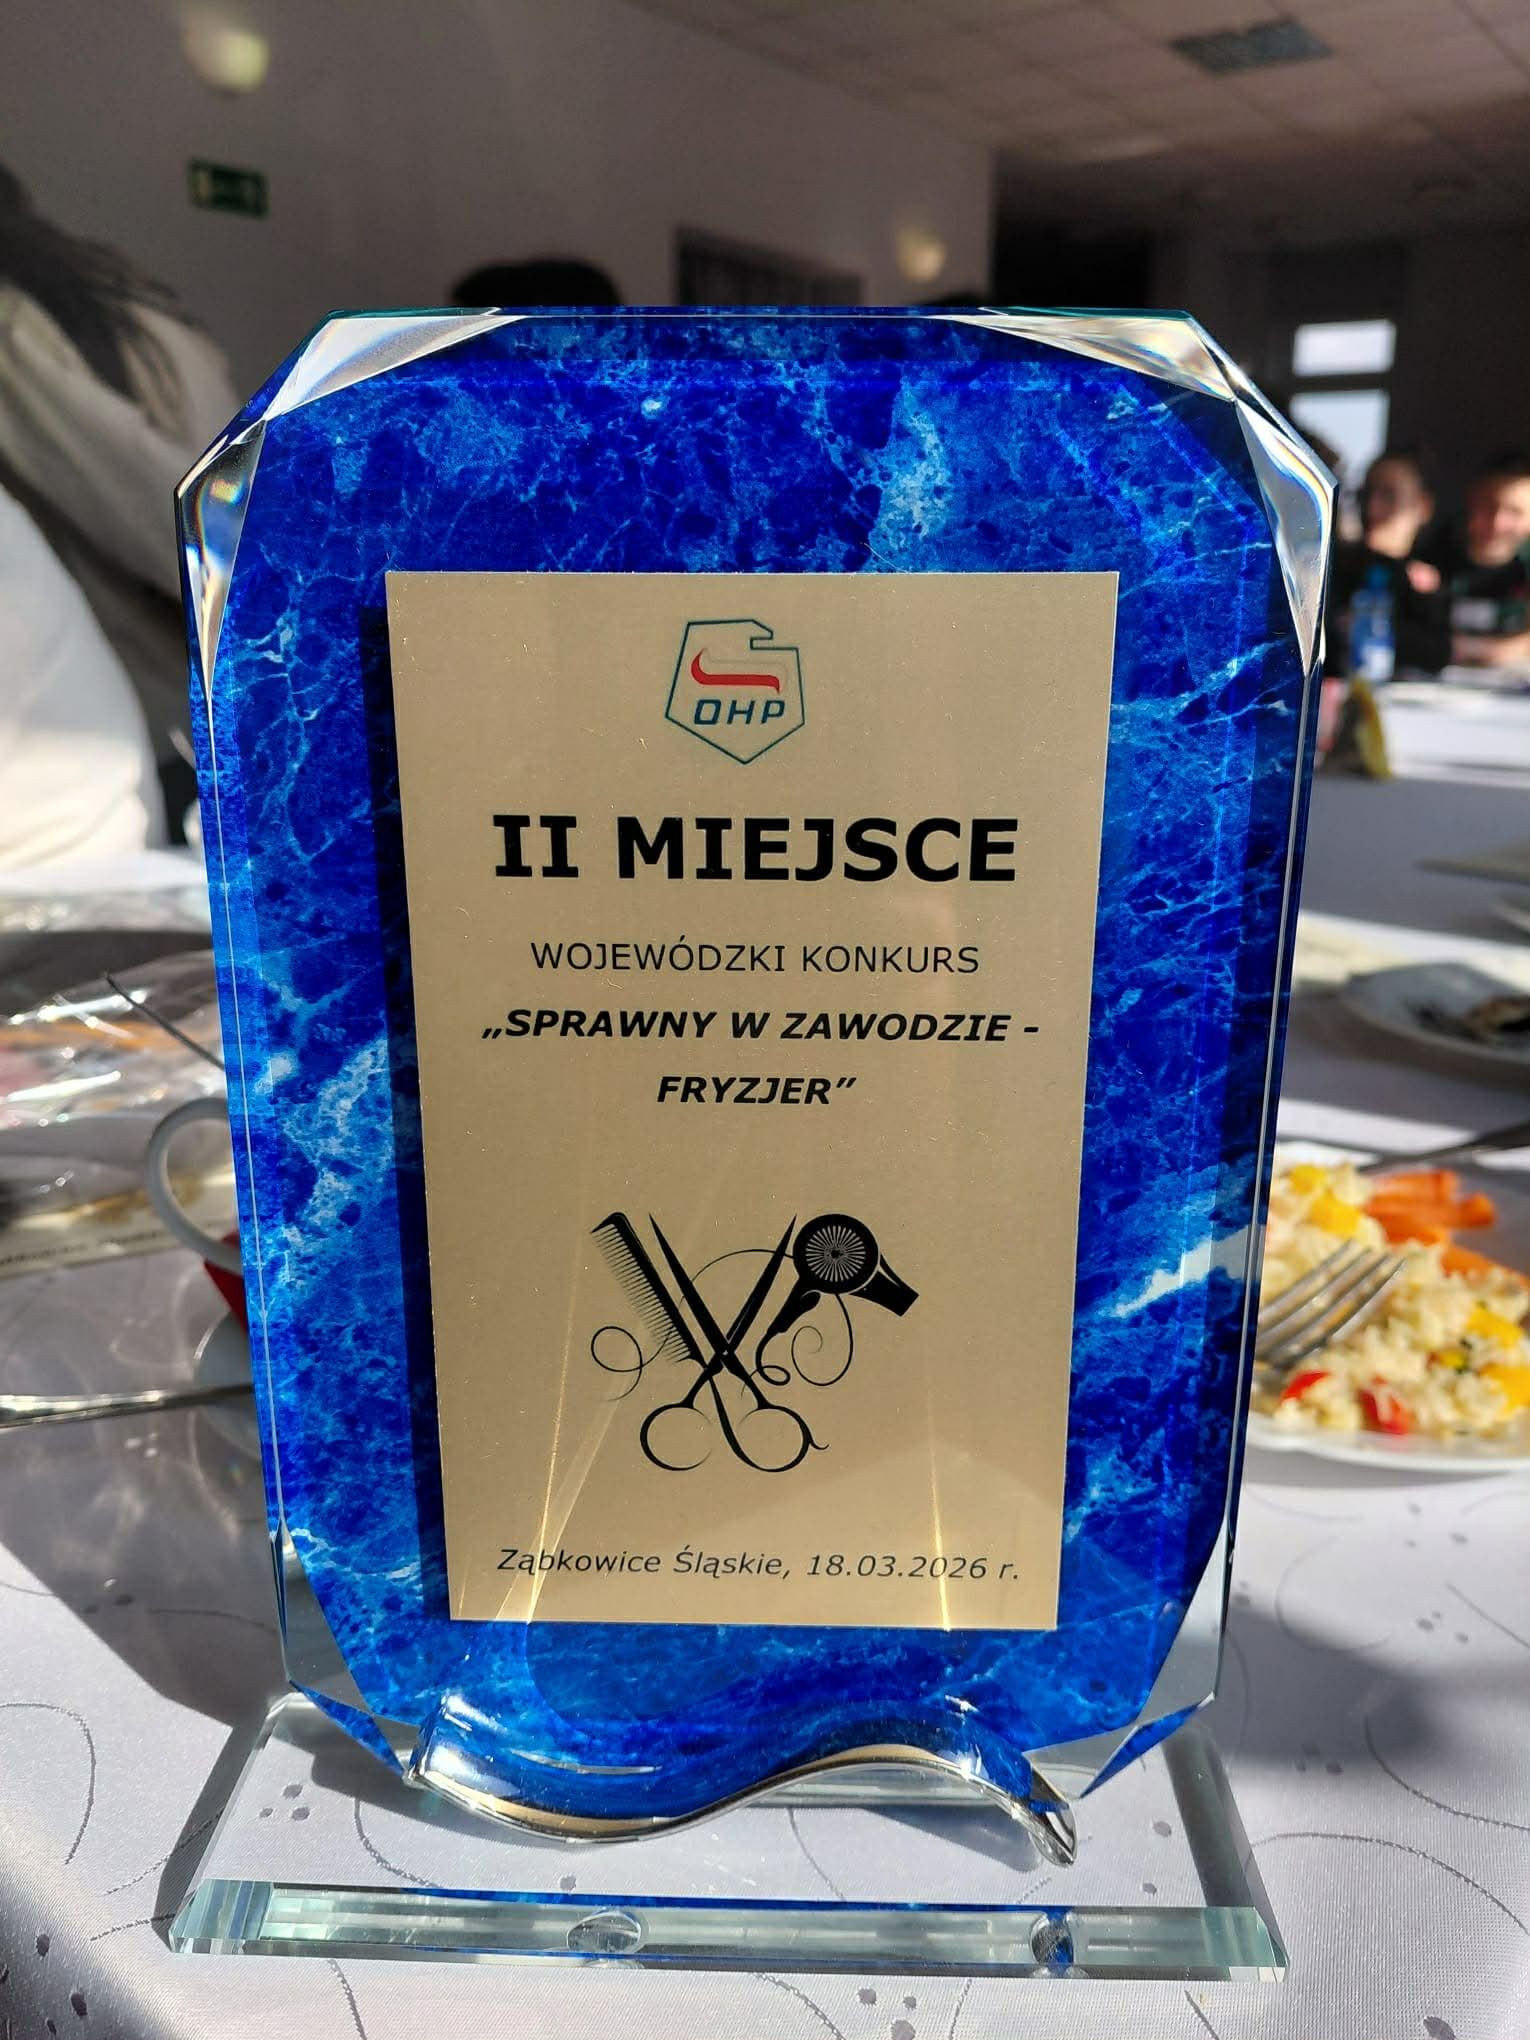 OHP
II MIEJSCE
WOJEWÓDZKI KONKURS
„SPRAWNY W ZAWODZIE -
FRYZJER”
Ząbkowice Śląskie, 18.03.2026 r.